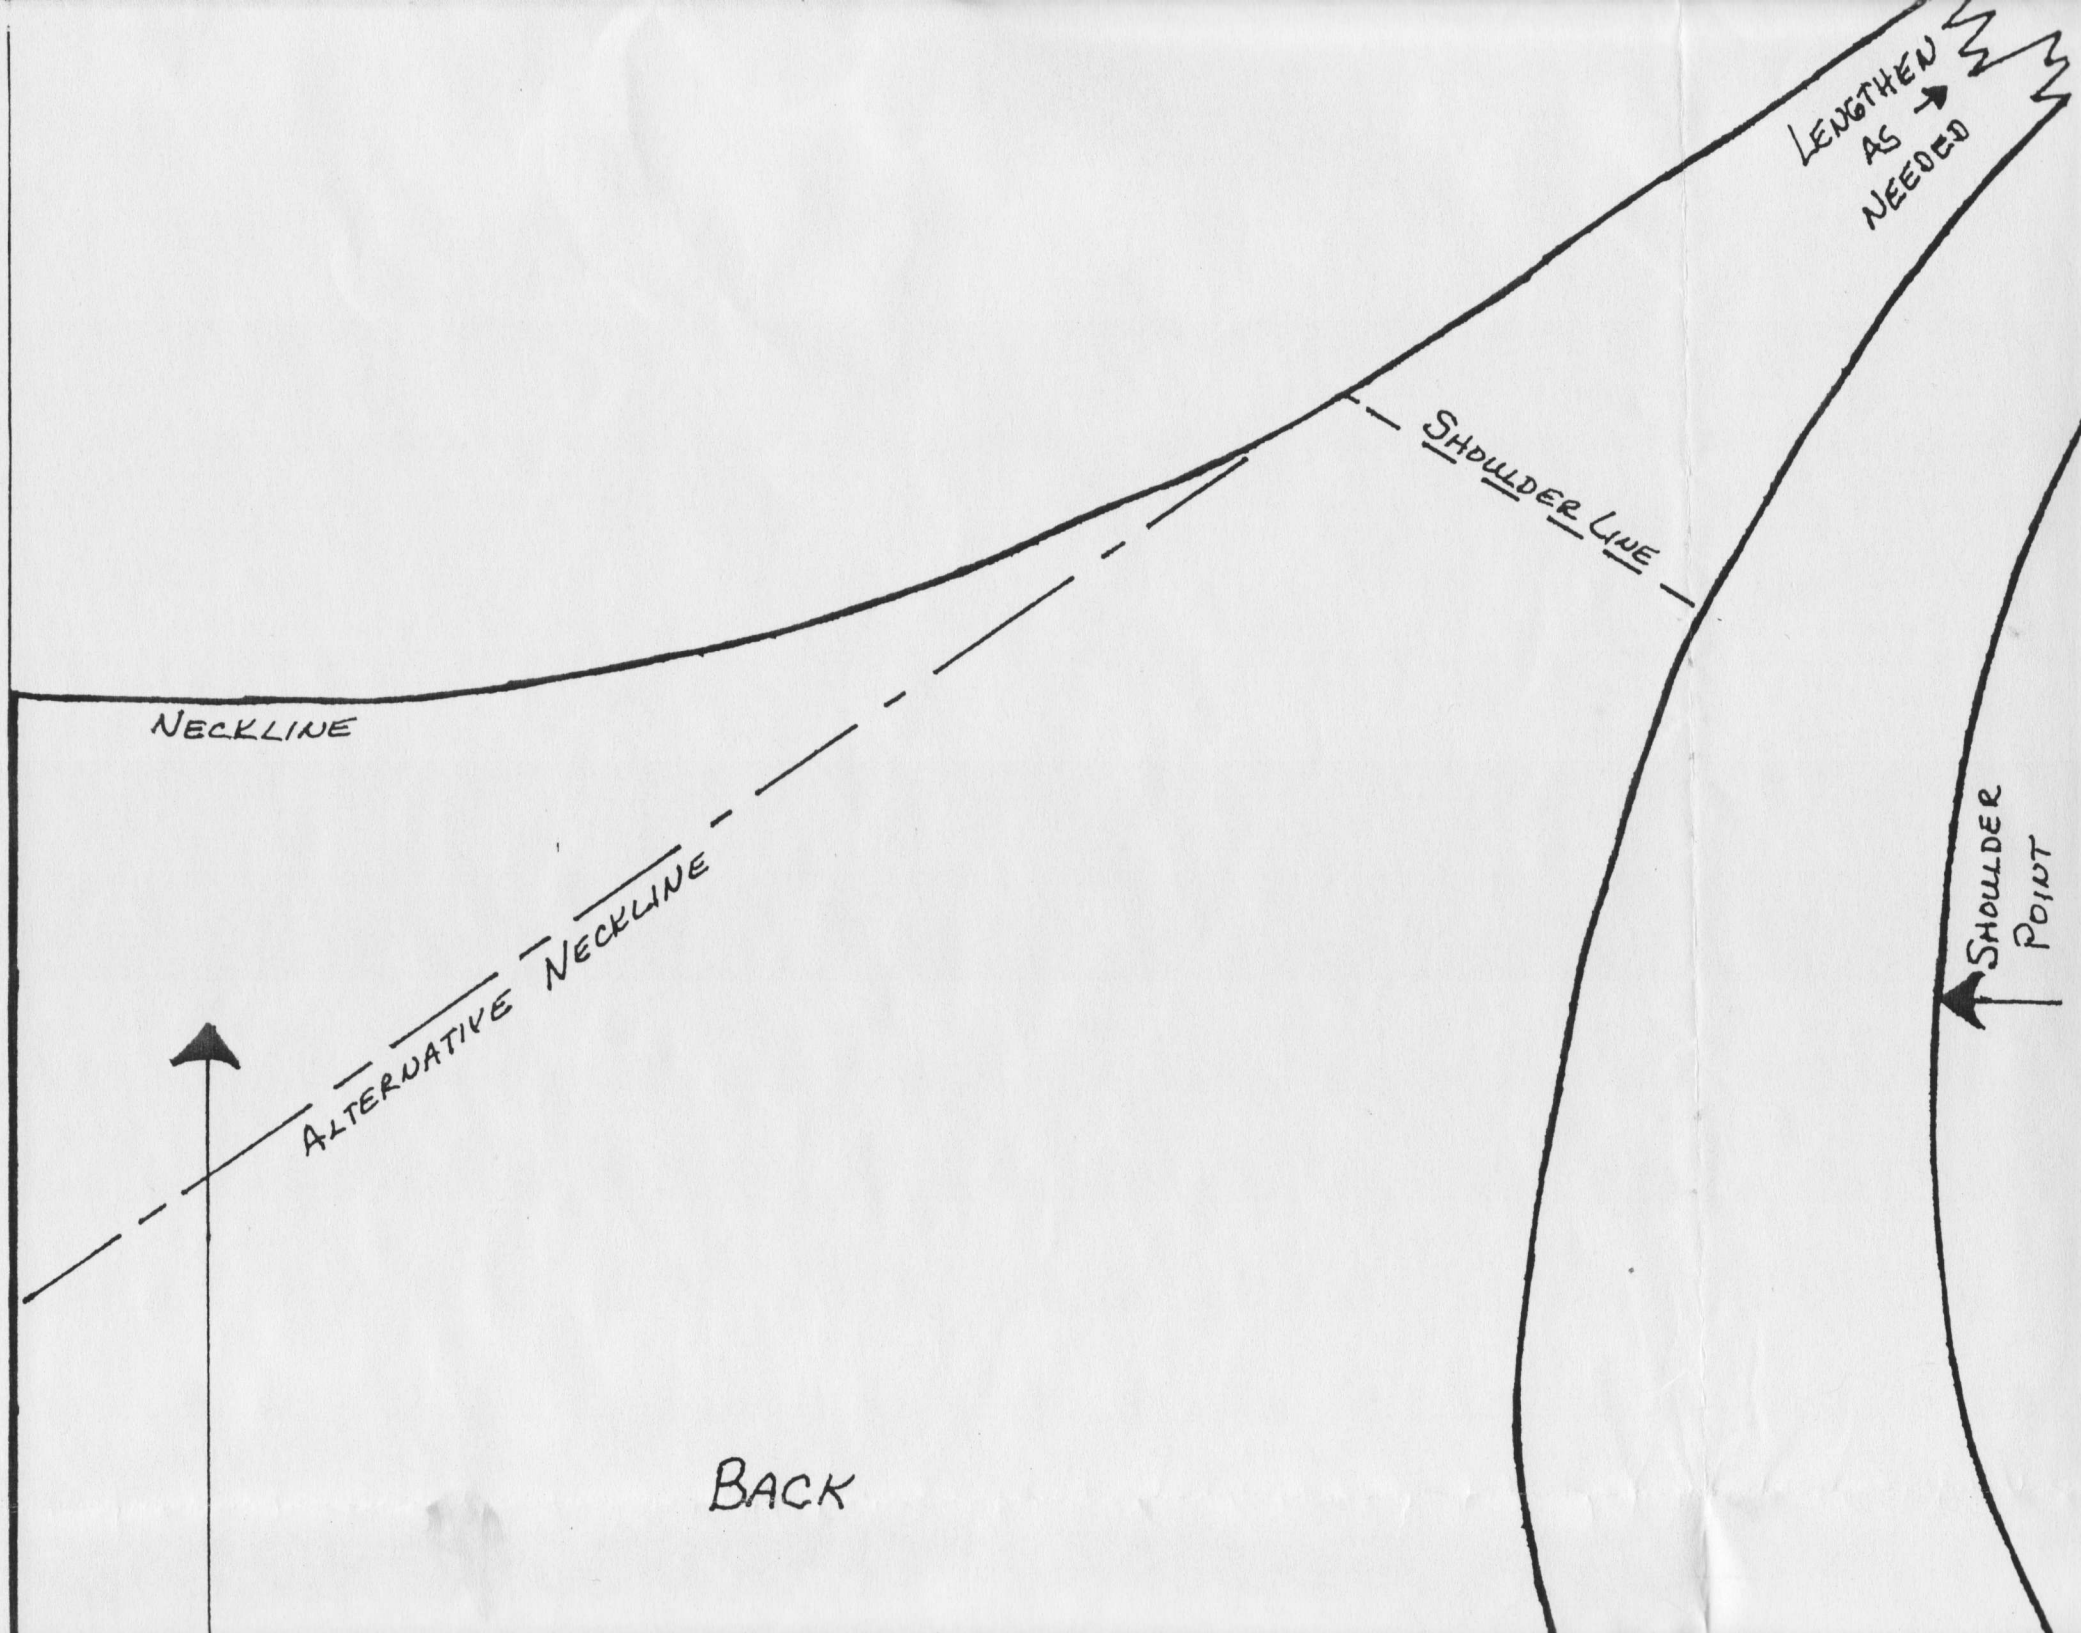 LENGTHEN
AS
NEEDED
SHOULDER LINE
NECKLINE
ALTERNATIVE NECKLINE
SHOULDER
POINT
BACK